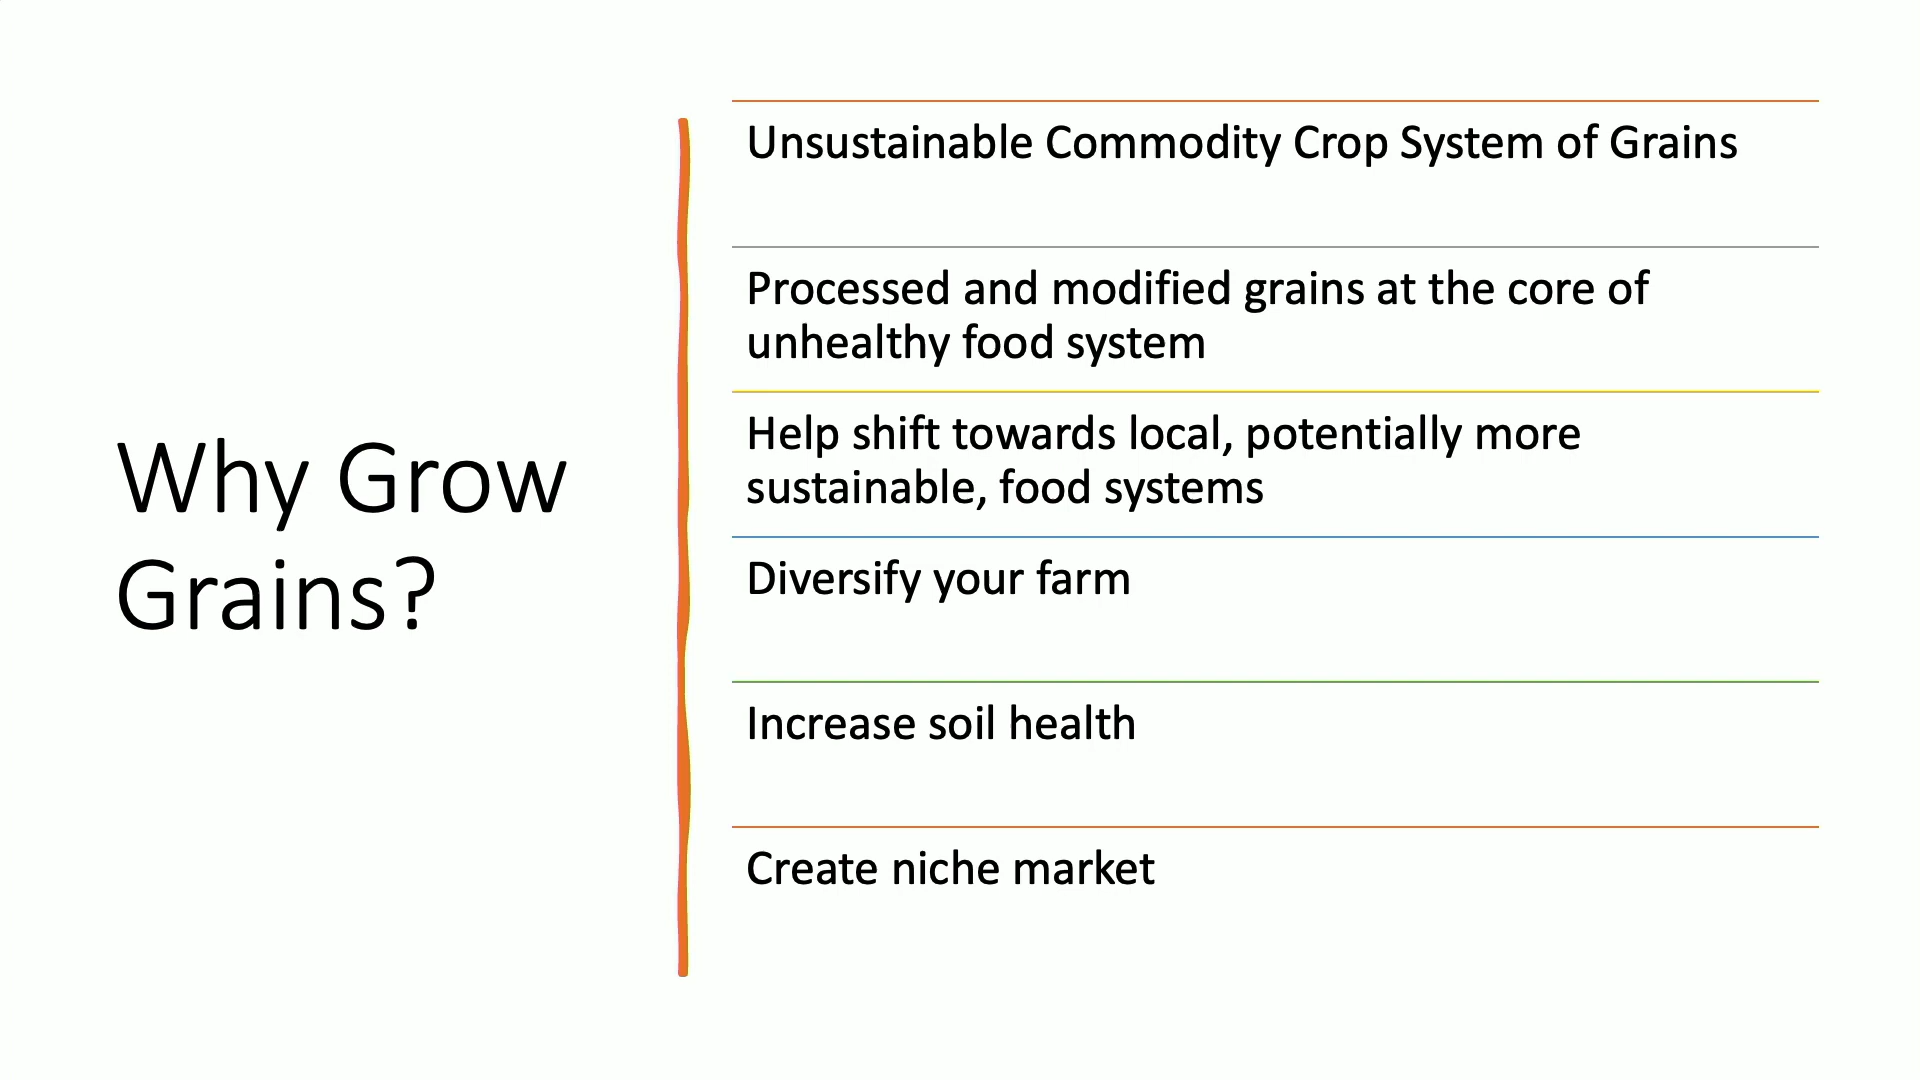 Why Grow
Grains?
Unsustainable Commodity Crop System of Grains
Processed and modified grains at the core of
unhealthy food system
Help shift towards local, potentially more
sustainable, food systems
Diversify your farm
Increase soil health
Create niche market